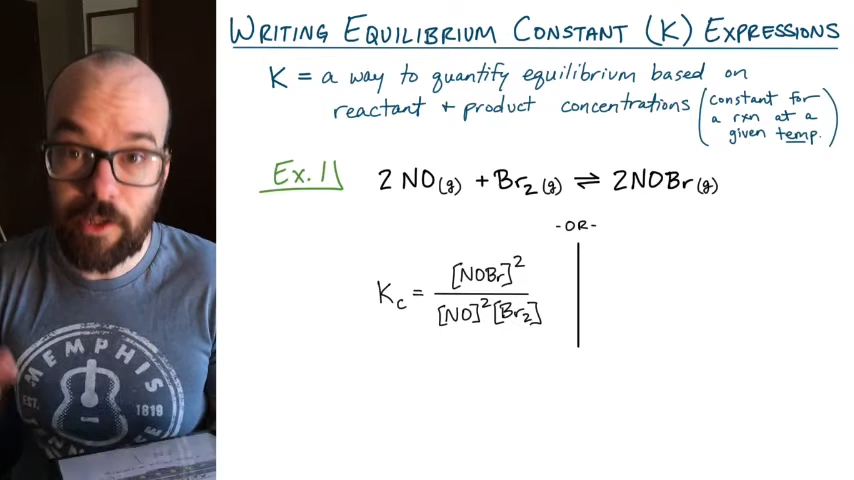 WRITING EQUILIBRIUM CONSTANT (K) EXPRESSIONS
K = a way to quantify equilibrium based on
reactant + product concentrations (constant for
a rxn at a
given temp.)
Ex. 1
2 NO(g) + Br₂(g) ⇌ 2NOBr(g)
-OR-
Kc = [NOBr]²
[NO]²[Br₂]
MEMPHIS
EST. 1819